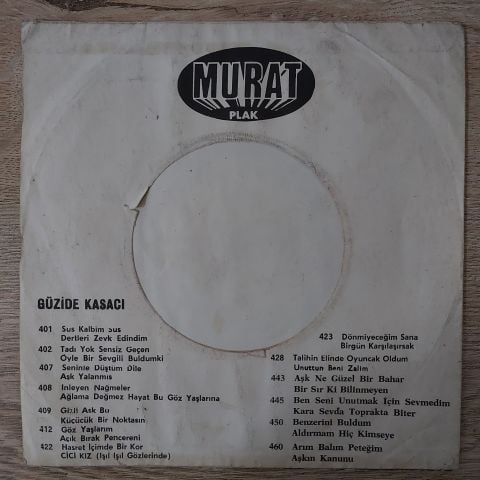 MURAT
PLAK
GÜZİDE KASACI
401 Sus Kalbim Sus
Dertleri Zevk Edindim
402 Tadı Yok Sensiz Geçen
Öyle Bir Sevgili Buldumki
407 Seninle Düştüm Dile
Aşk Yalanmış
408 İnleyen Nağmeler
Ağlama Değmez Hayat Bu Göz Yaşlarına
409 Gizli Aşk Bu
Küçücük Bir Noktasın
412 Göz Yaşlarım
Açık Bırak Pencereni
422 Hasret İçimde Bir Kor
CİCİ KIZ (Işıl Işıl Gözlerinde)
423 Dönmiyeceğim Sana
Birgün Karşılaşırsak
428 Talihin Elinde Oyuncak Oldum
Unuttun Beni Zalim
443 Aşk Ne Güzel Bir Bahar
Bir Sır Ki Bilinmeyen
445 Ben Seni Unutmak İçin Sevmedim
Kara Sevda Toprakta Biter
450 Benzerini Buldum
Aldırmam Hiç Kimseye
460 Arım Balım Peteğim
Aşkın Kanunu